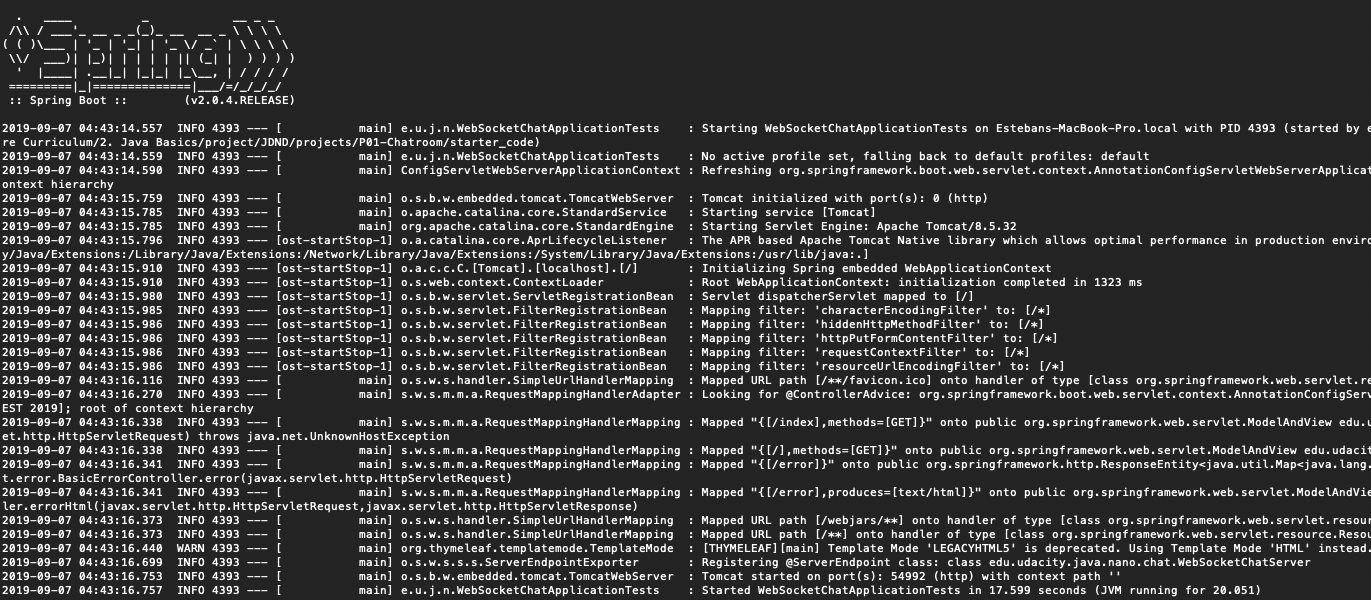 .   ____          _            __ _ _
 /\\ / ___'_ __ _ _(_)_ __  __ _ \ \ \ \
( ( )\___ | '_ | '_| | '_ \/ _` | \ \ \ \
 \\/  ___)| |_)| | | | | || (_| |  ) ) ) )
  '  |____| .__|_| |_|_| |_\__, | / / / /
 =========|_|==============|___/=/_/_/_/
 :: Spring Boot ::        (v2.0.4.RELEASE)
2019-09-07 04:43:14.557  INFO 4393 --- [           main] e.u.j.n.WebSocketChatApplicationTests    : Starting WebSocketChatApplicationTests on Estebans-MacBook-Pro.local with PID 4393 (started by e
re Curriculum/2. Java Basics/project/JDND/projects/P01-Chatroom/starter_code)
2019-09-07 04:43:14.559  INFO 4393 --- [           main] e.u.j.n.WebSocketChatApplicationTests    : No active profile set, falling back to default profiles: default
2019-09-07 04:43:14.590  INFO 4393 --- [           main] ConfigServletWebServerApplicationContext : Refreshing org.springframework.boot.web.servlet.context.AnnotationConfigServletWebServerApplicat
ontext hierarchy
2019-09-07 04:43:15.759  INFO 4393 --- [           main] o.s.b.w.embedded.tomcat.TomcatWebServer  : Tomcat initialized with port(s): 0 (http)
2019-09-07 04:43:15.785  INFO 4393 --- [           main] o.apache.catalina.core.StandardService   : Starting service [Tomcat]
2019-09-07 04:43:15.785  INFO 4393 --- [           main] org.apache.catalina.core.StandardEngine  : Starting Servlet Engine: Apache Tomcat/8.5.32
2019-09-07 04:43:15.796  INFO 4393 --- [ost-startStop-1] o.a.catalina.core.AprLifecycleListener   : The APR based Apache Tomcat Native library which allows optimal performance in production enviro
y/Java/Extensions:/Library/Java/Extensions:/Network/Library/Java/Extensions:/System/Library/Java/Extensions:/usr/lib/java:.]
2019-09-07 04:43:15.910  INFO 4393 --- [ost-startStop-1] o.a.c.c.C.[Tomcat].[localhost].[/]       : Initializing Spring embedded WebApplicationContext
2019-09-07 04:43:15.910  INFO 4393 --- [ost-startStop-1] o.s.web.context.ContextLoader            : Root WebApplicationContext: initialization completed in 1323 ms
2019-09-07 04:43:15.980  INFO 4393 --- [ost-startStop-1] o.s.b.w.servlet.ServletRegistrationBean  : Servlet dispatcherServlet mapped to [/]
2019-09-07 04:43:15.985  INFO 4393 --- [ost-startStop-1] o.s.b.w.servlet.FilterRegistrationBean   : Mapping filter: 'characterEncodingFilter' to: [/*]
2019-09-07 04:43:15.986  INFO 4393 --- [ost-startStop-1] o.s.b.w.servlet.FilterRegistrationBean   : Mapping filter: 'hiddenHttpMethodFilter' to: [/*]
2019-09-07 04:43:15.986  INFO 4393 --- [ost-startStop-1] o.s.b.w.servlet.FilterRegistrationBean   : Mapping filter: 'httpPutFormContentFilter' to: [/*]
2019-09-07 04:43:15.986  INFO 4393 --- [ost-startStop-1] o.s.b.w.servlet.FilterRegistrationBean   : Mapping filter: 'requestContextFilter' to: [/*]
2019-09-07 04:43:15.986  INFO 4393 --- [ost-startStop-1] o.s.b.w.servlet.FilterRegistrationBean   : Mapping filter: 'resourceUrlEncodingFilter' to: [/*]
2019-09-07 04:43:16.116  INFO 4393 --- [           main] o.s.w.s.handler.SimpleUrlHandlerMapping  : Mapped URL path [/**/favicon.ico] onto handler of type [class org.springframework.web.servlet.re
2019-09-07 04:43:16.270  INFO 4393 --- [           main] s.w.s.m.m.a.RequestMappingHandlerAdapter : Looking for @ControllerAdvice: org.springframework.boot.web.servlet.context.AnnotationConfigServ
EST 2019]; root of context hierarchy
2019-09-07 04:43:16.338  INFO 4393 --- [           main] s.w.s.m.m.a.RequestMappingHandlerMapping : Mapped "{[/index],methods=[GET]}" onto public org.springframework.web.servlet.ModelAndView edu.u
et.http.HttpServletRequest) throws java.net.UnknownHostException
2019-09-07 04:43:16.338  INFO 4393 --- [           main] s.w.s.m.m.a.RequestMappingHandlerMapping : Mapped "{[/],methods=[GET]}" onto public org.springframework.web.servlet.ModelAndView edu.udacit
2019-09-07 04:43:16.341  INFO 4393 --- [           main] s.w.s.m.m.a.RequestMappingHandlerMapping : Mapped "{[/error]}" onto public org.springframework.http.ResponseEntity<java.util.Map<java.lang.
t.error.BasicErrorController.error(javax.servlet.http.HttpServletRequest)
2019-09-07 04:43:16.341  INFO 4393 --- [           main] s.w.s.m.m.a.RequestMappingHandlerMapping : Mapped "{[/error],produces=[text/html]}" onto public org.springframework.web.servlet.ModelAndVie
ler.errorHtml(javax.servlet.http.HttpServletRequest,javax.servlet.http.HttpServletResponse)
2019-09-07 04:43:16.373  INFO 4393 --- [           main] o.s.w.s.handler.SimpleUrlHandlerMapping  : Mapped URL path [/webjars/**] onto handler of type [class org.springframework.web.servlet.resour
2019-09-07 04:43:16.373  INFO 4393 --- [           main] o.s.w.s.handler.SimpleUrlHandlerMapping  : Mapped URL path [/**] onto handler of type [class org.springframework.web.servlet.resource.Resou
2019-09-07 04:43:16.440  WARN 4393 --- [           main] org.thymeleaf.templatemode.TemplateMode  : [THYMELEAF][main] Template Mode 'LEGACYHTML5' is deprecated. Using Template Mode 'HTML' instead.
2019-09-07 04:43:16.699  INFO 4393 --- [           main] o.s.w.s.s.s.ServerEndpointExporter       : Registering @ServerEndpoint class: class edu.udacity.java.nano.chat.WebSocketChatServer
2019-09-07 04:43:16.753  INFO 4393 --- [           main] o.s.b.w.embedded.tomcat.TomcatWebServer  : Tomcat started on port(s): 54992 (http) with context path ''
2019-09-07 04:43:16.757  INFO 4393 --- [           main] e.u.j.n.WebSocketChatApplicationTests    : Started WebSocketChatApplicationTests in 17.599 seconds (JVM running for 20.051)